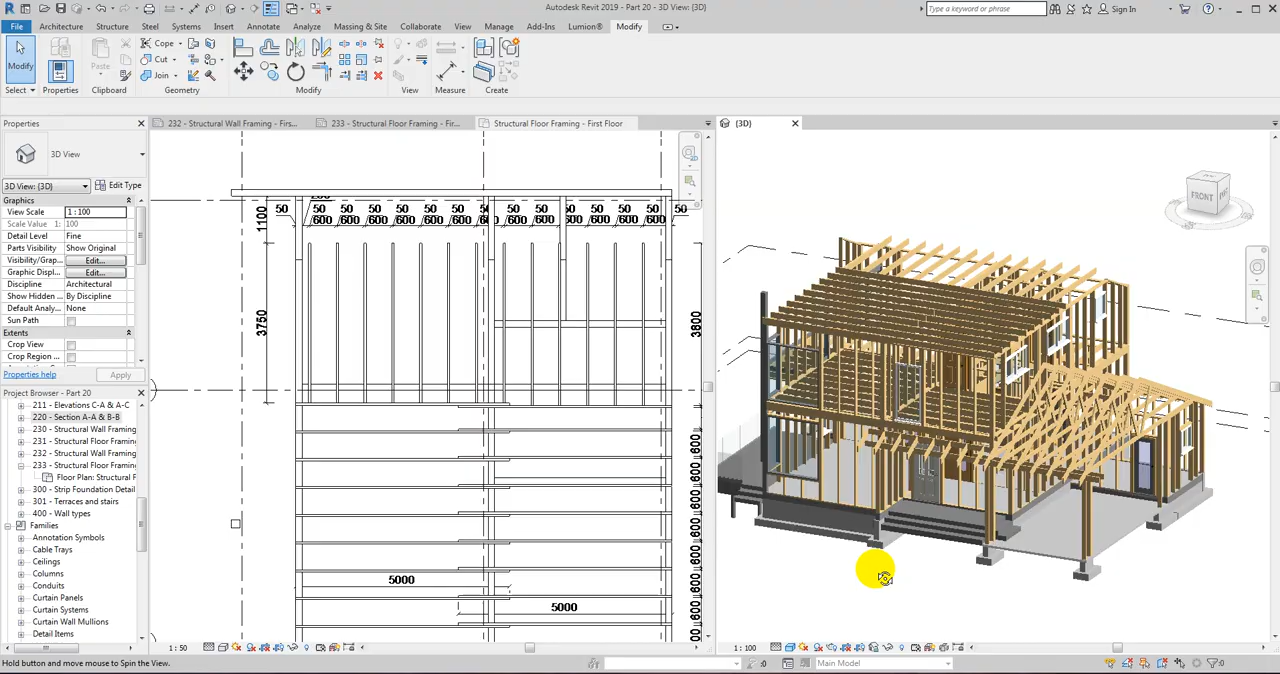 Autodesk Revit 2019 - Part 20 - 3D View: {3D}
Type a keyword or phrase
Sign In
File
Architecture
Structure
Steel
Systems
Insert
Annotate
Analyze
Massing & Site
Collaborate
View
Manage
Add-Ins
Lumion®
Modify
Modify
Paste
Cope
Cut
Join
Select
Properties
Clipboard
Geometry
Modify
View
Measure
Create
Properties
232 - Structural Wall Framing - Firs...
233 - Structural Floor Framing - Fir...
Structural Floor Framing - First Floor
{3D}
3D View
3D View: {3D}
Edit Type
Graphics
View Scale
1 : 100
Scale Value 1:
100
Detail Level
Fine
Parts Visibility
Show Original
Visibility/Grap...
Edit...
Graphic Displ...
Edit...
Discipline
Architectural
Show Hidden ...
By Discipline
Default Analy...
None
Sun Path
Extents
Crop View
Crop Region ...
Properties help
Apply
Project Browser - Part 20
211 - Elevations C-A & A-C
220 - Section A-A & B-B
230 - Structural Wall Framing
231 - Structural Floor Framing
232 - Structural Wall Framing
233 - Structural Floor Framing
Floor Plan: Structural F
300 - Strip Foundation Detail
301 - Terraces and stairs
400 - Wall types
Families
Annotation Symbols
Cable Trays
Ceilings
Columns
Conduits
Curtain Panels
Curtain Systems
Curtain Wall Mullions
Detail Items
50 50 50 50 50 50 50 50 50 50 50 50 50 50
600 600 600 600 600 600 600 600 600 600 600 600 600
1100
3750
3800
600
600
600
600
600
600
600
5000
5000
FRONT
1 : 50
1 : 100
Hold button and move mouse to Spin the View.
:0
Main Model
:0